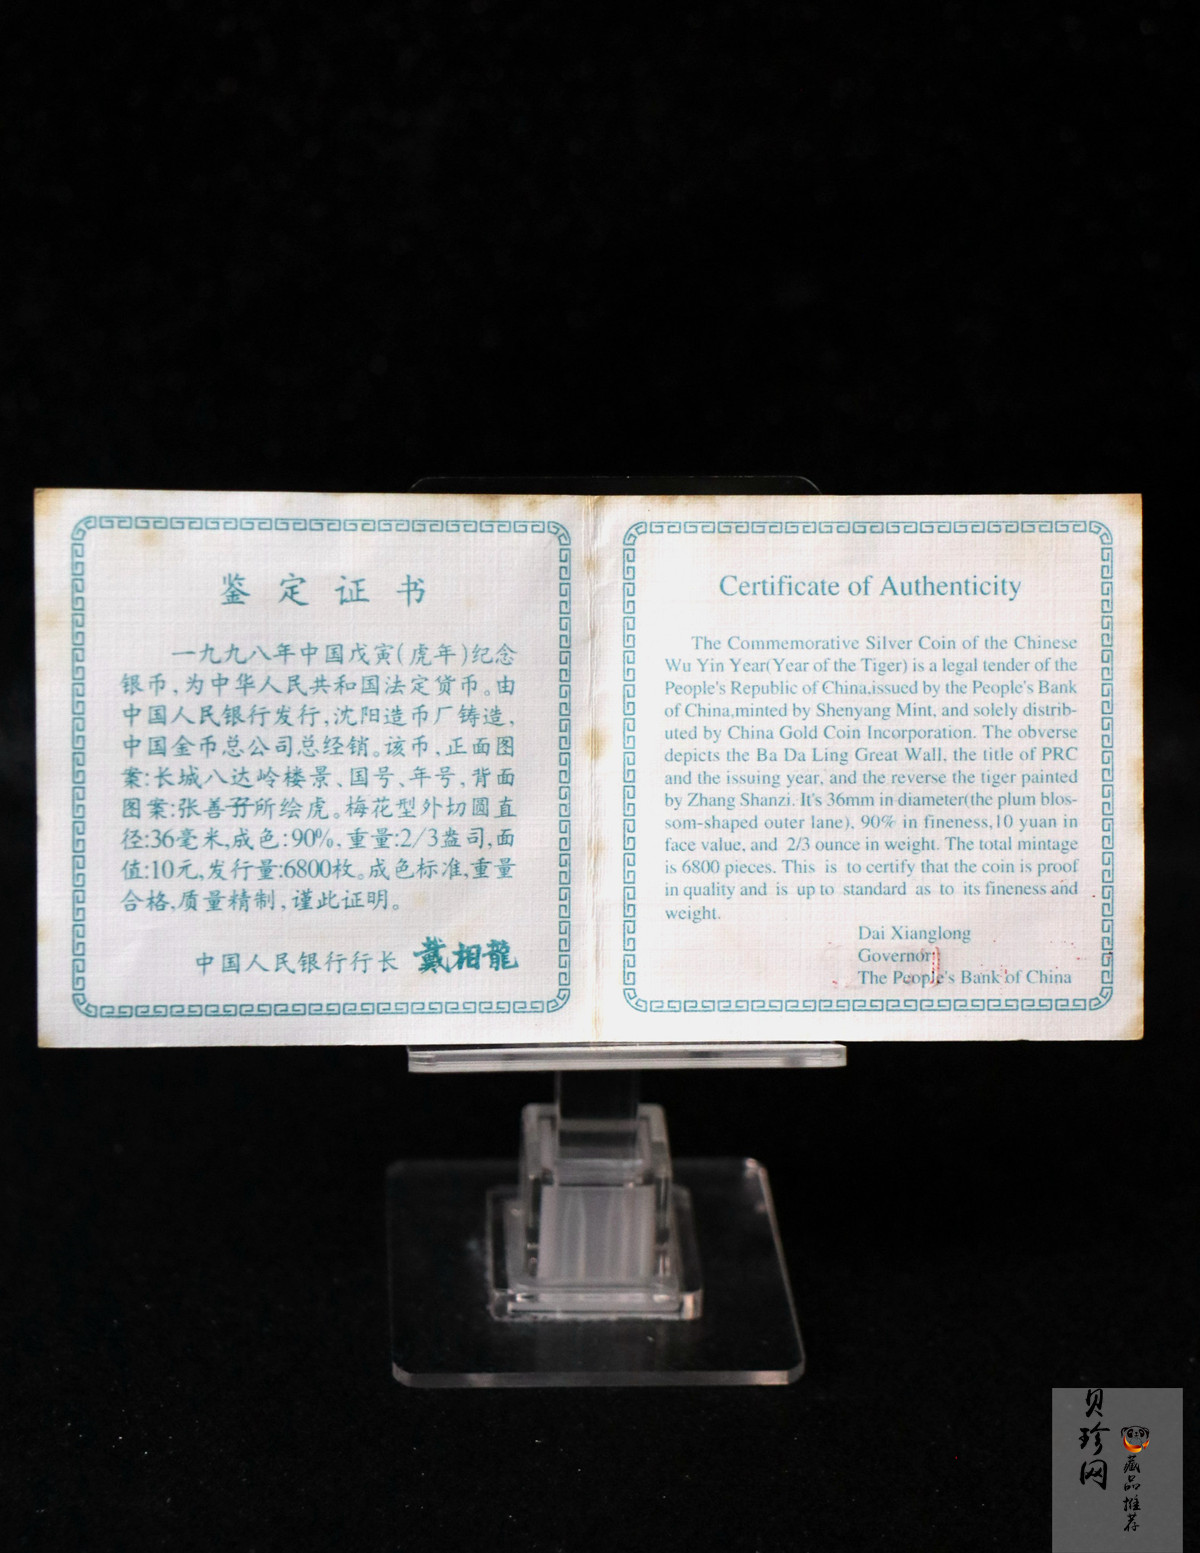 鉴定证书
一九九八年中国戊寅(虎年)纪念
银币,为中华人民共和国法定货币。由
中国人民银行发行,沈阳造币厂铸造,
中国金币总公司总经销。该币,正面图
案:长城八达岭楼景、国号、年号,背面
图案:张善孖所绘虎。梅花型外切圆直
径:36毫米,成色:90%,重量:2/3盎司,面
值:10元,发行量:6800枚。成色标准,重量
合格,质量精制,谨此证明。
中国人民银行行长 戴相龍
Certificate of Authenticity
The Commemorative Silver Coin of the Chinese
Wu Yin Year(Year of the Tiger) is a legal tender of the
People's Republic of China,issued by the People's Bank
of China,minted by Shenyang Mint, and solely distrib-
uted by China Gold Coin Incorporation. The obverse
depicts the Ba Da Ling Great Wall, the title of PRC
and the issuing year, and the reverse the tiger painted
by Zhang Shanzi. It's 36mm in diameter(the plum blos-
som-shaped outer lane), 90% in fineness,10 yuan in
face value, and 2/3 ounce in weight. The total mintage
is 6800 pieces. This is to certify that the coin is proof
in quality and is up to standard as to its fineness and
weight.
Dai Xianglong
Governor
The People's Bank of China
贝珍网
藏品推荐